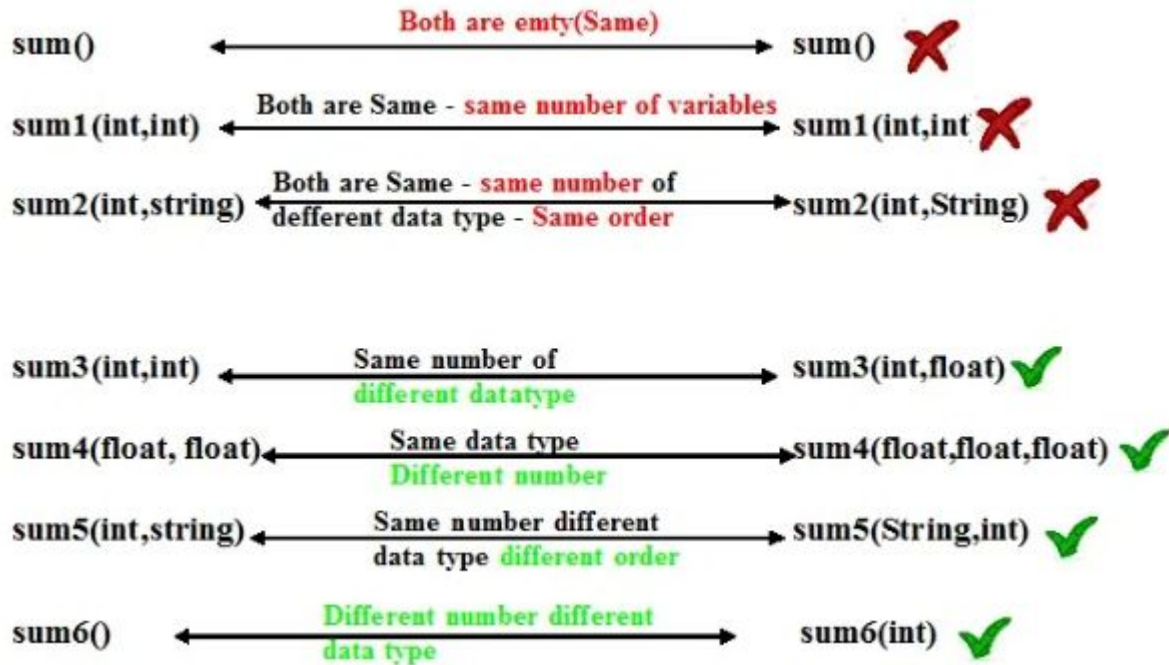 Both are emty(Same)
sum() sum()
Both are Same - same number of variables
sum1(int,int) sum1(int,int
Both are Same - same number of
sum2(int,string) sum2(int,String)
defferent data type - Same order
Same number of
sum3(int,int) sum3(int,float)
different datatype
Same data type
sum4(float, float) sum4(float,float,float)
Different number
Same number different
sum5(int,string) sum5(String,int)
data type different order
Different number different
sum6() sum6(int)
data type